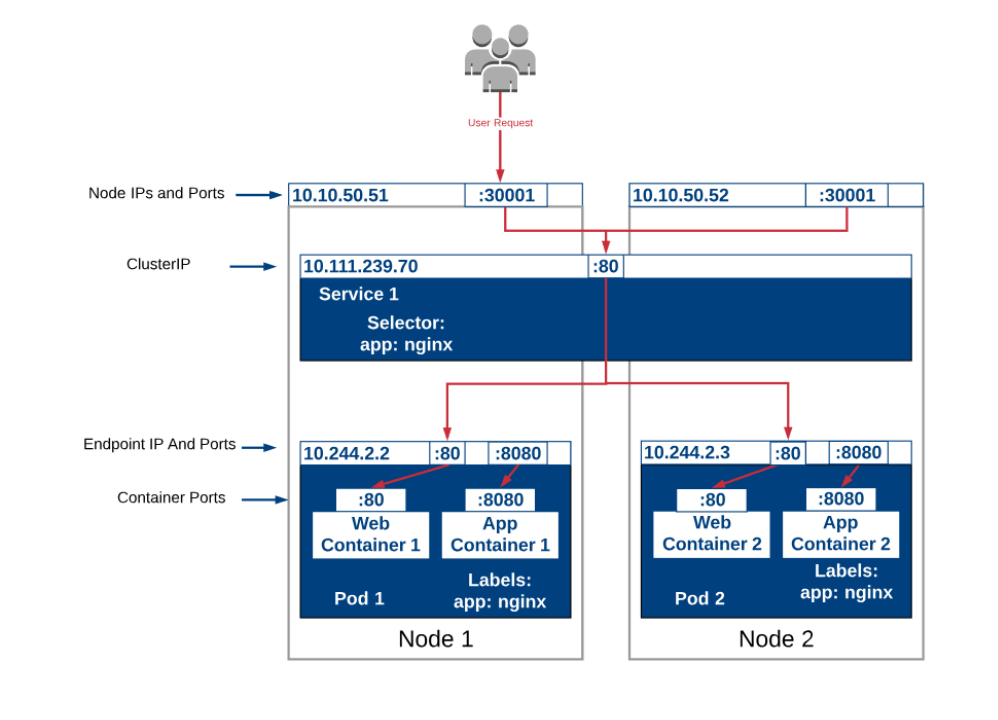 User Request
Node IPs and Ports
10.10.50.51 :30001
10.10.50.52 :30001
ClusterIP
10.111.239.70 :80
Service 1
Selector:
app: nginx
Endpoint IP And Ports
10.244.2.2 :80 :8080
10.244.2.3 :80 :8080
Container Ports
:80 :8080
Web
Container 1
App
Container 1
Labels:
app: nginx
Pod 1
Node 1
:80 :8080
Web
Container 2
App
Container 2
Labels:
app: nginx
Pod 2
Node 2